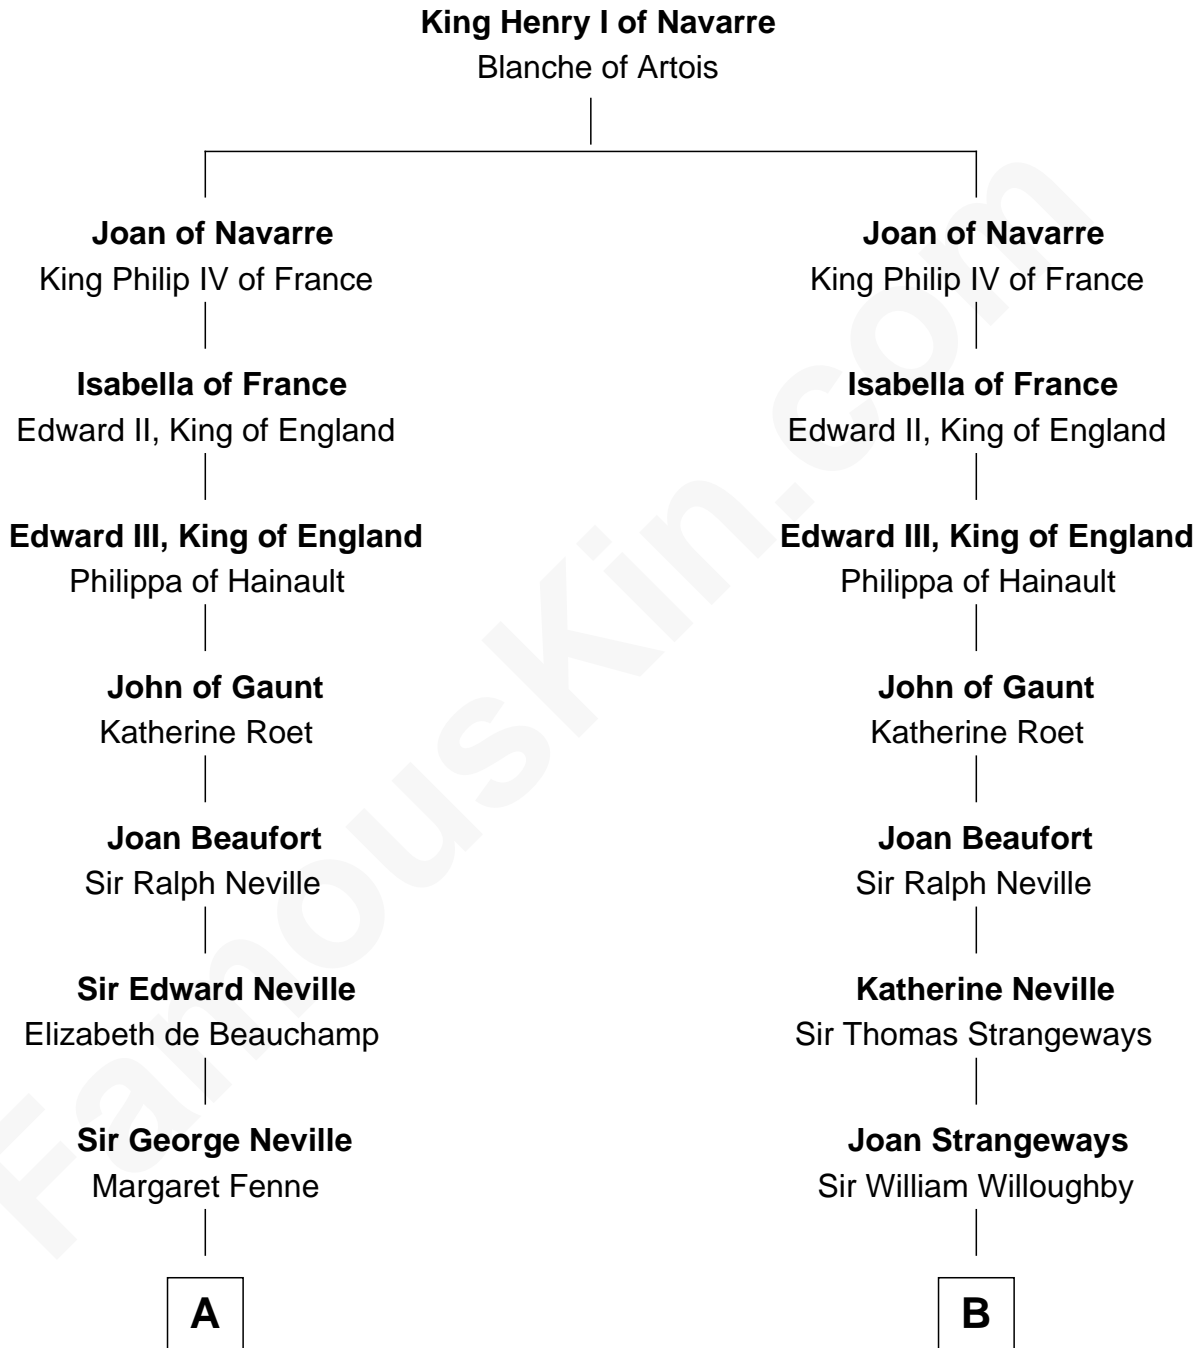 King Henry I of Navarre
Blanche of Artois
Joan of Navarre
King Philip IV of France
Joan of Navarre
King Philip IV of France
Isabella of France
Edward II, King of England
Isabella of France
Edward II, King of England
Edward III, King of England
Philippa of Hainault
Edward III, King of England
Philippa of Hainault
John of Gaunt
Katherine Roet
John of Gaunt
Katherine Roet
Joan Beaufort
Sir Ralph Neville
Joan Beaufort
Sir Ralph Neville
Sir Edward Neville
Elizabeth de Beauchamp
Katherine Neville
Sir Thomas Strangeways
Sir George Neville
Margaret Fenne
Joan Strangeways
Sir William Willoughby
A
B
FamousKin.com